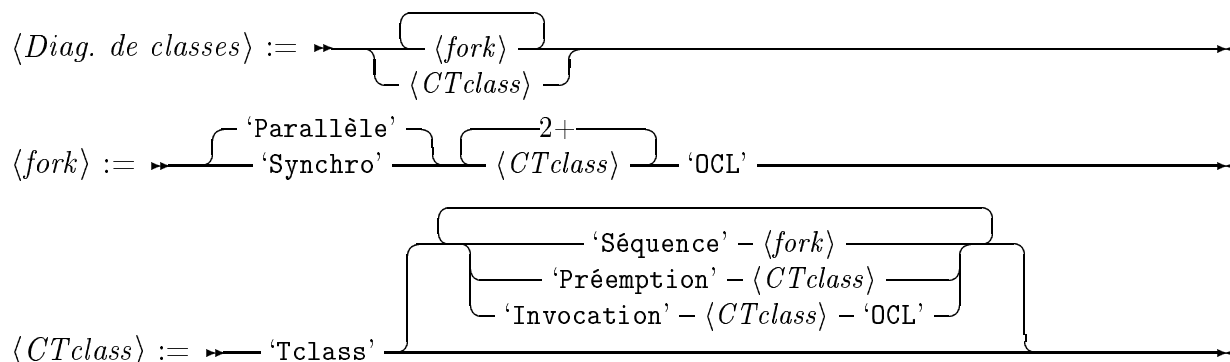 ⟨Diag. de classes⟩ := ⟨fork⟩
⟨CTclass⟩
‘Parallèle’ 2+
⟨fork⟩ := ‘Synchro’ ⟨CTclass⟩ ‘OCL’
‘Séquence’ – ⟨fork⟩
‘Préemption’ – ⟨CTclass⟩
‘Invocation’ – ⟨CTclass⟩ – ‘OCL’
⟨CTclass⟩ := ‘Tclass’